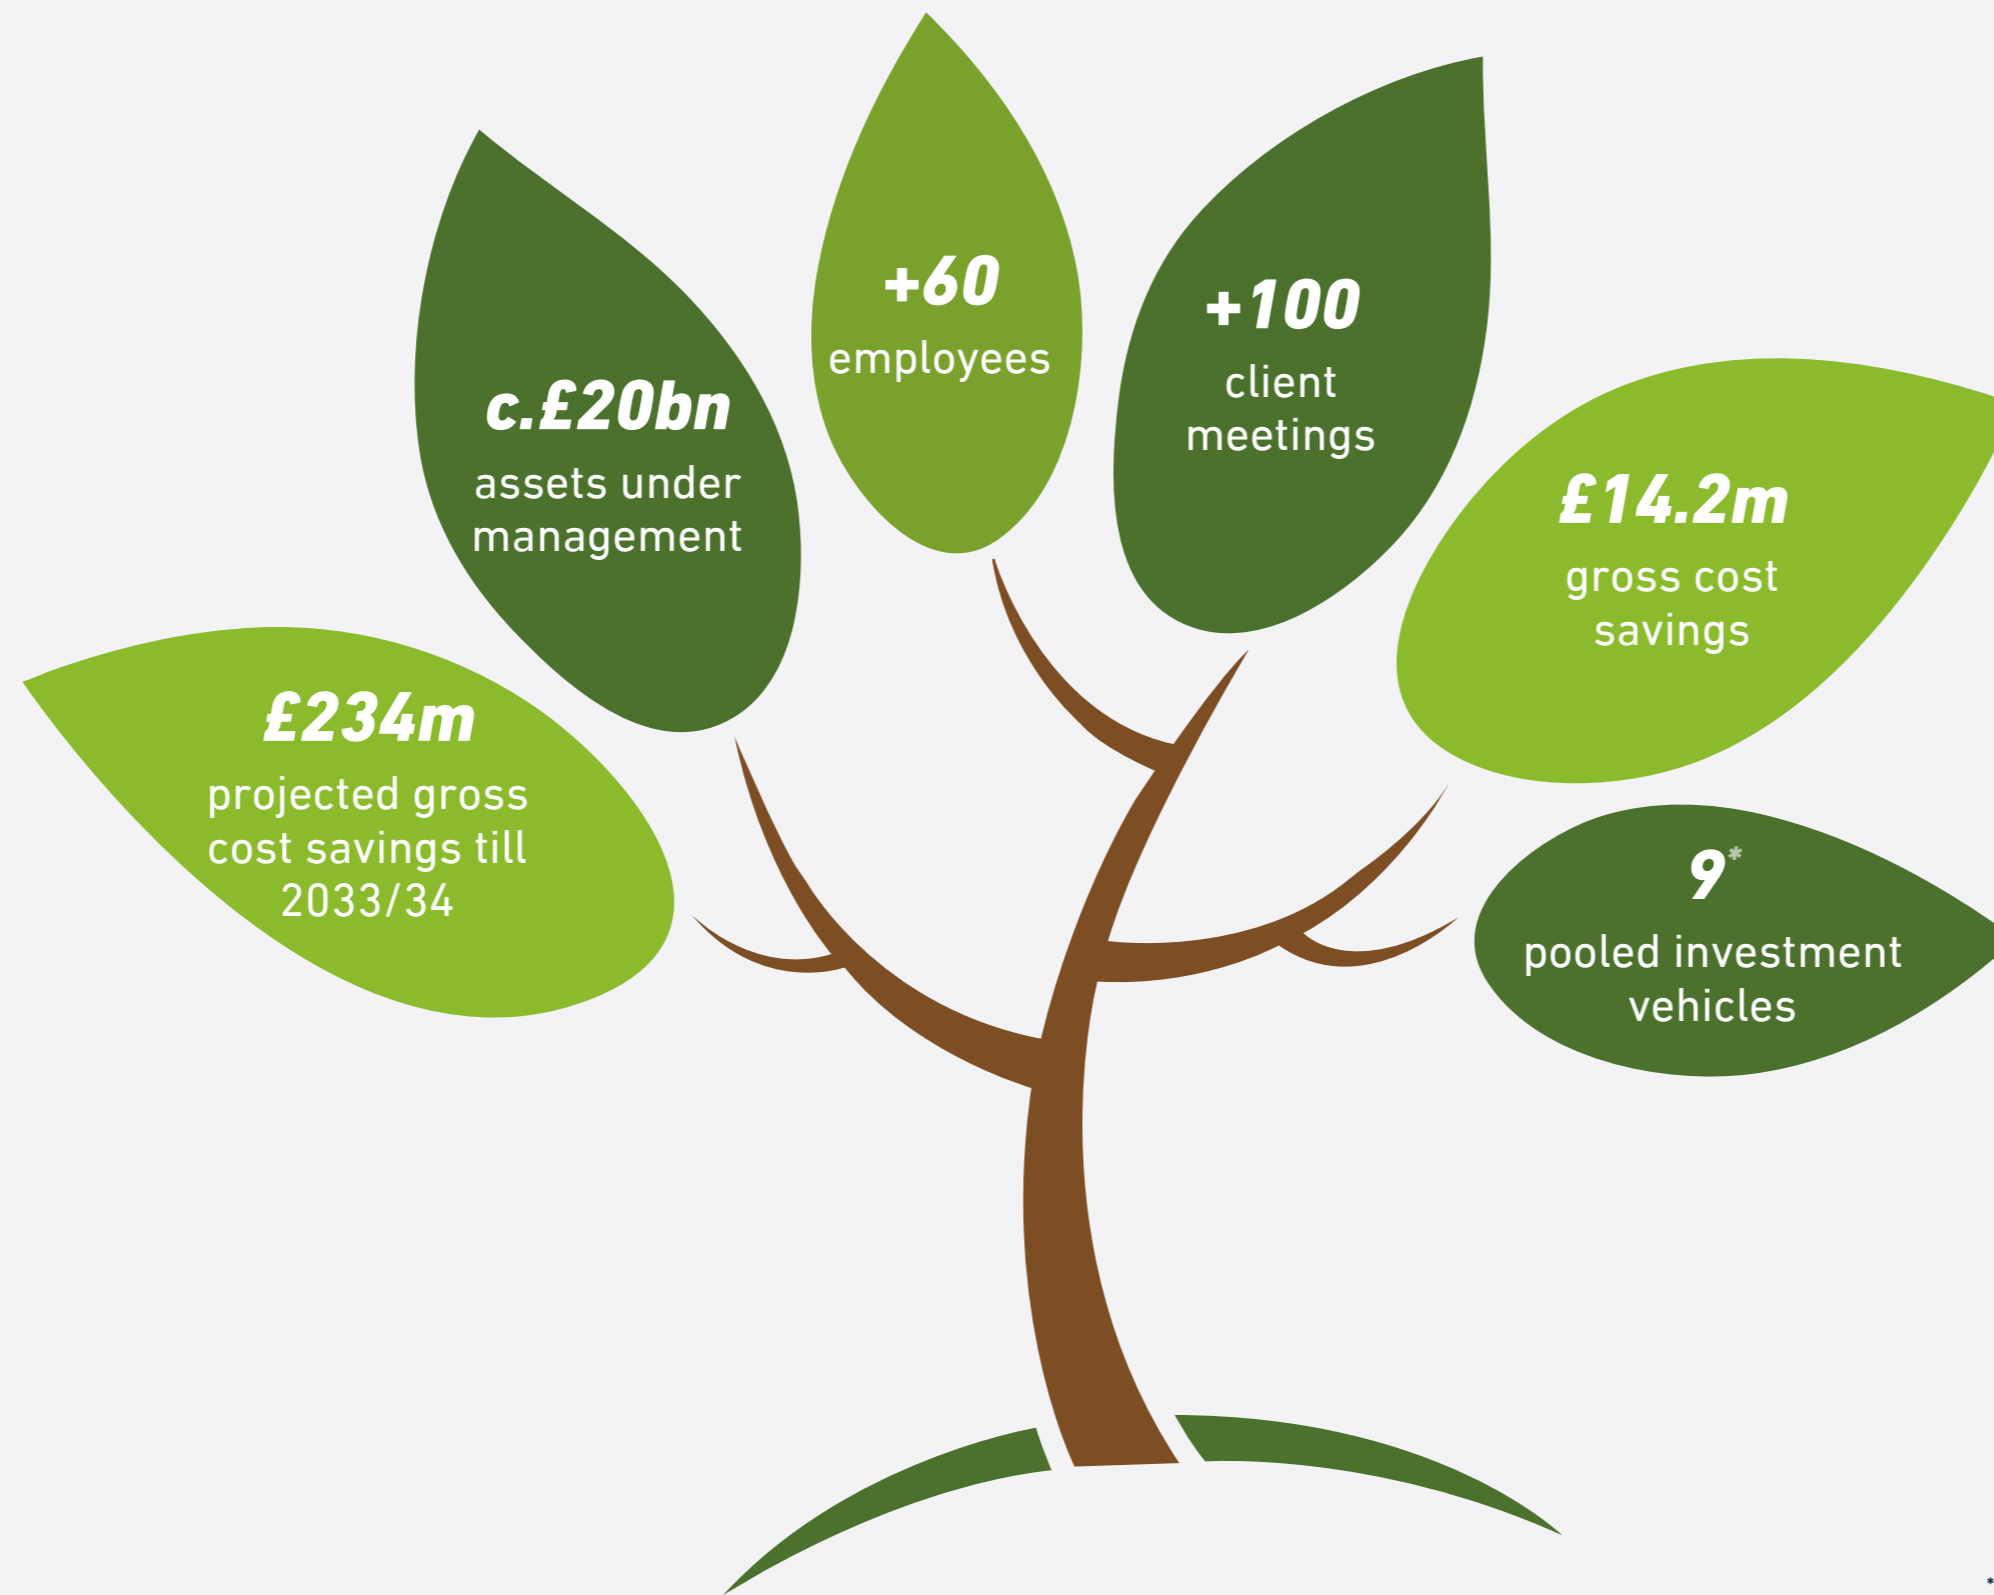 £234m
projected gross
cost savings till
2033/34
c.£20bn
assets under
management
+60
employees
+100
client
meetings
£14.2m
gross cost
savings
9*
pooled investment
vehicles
*